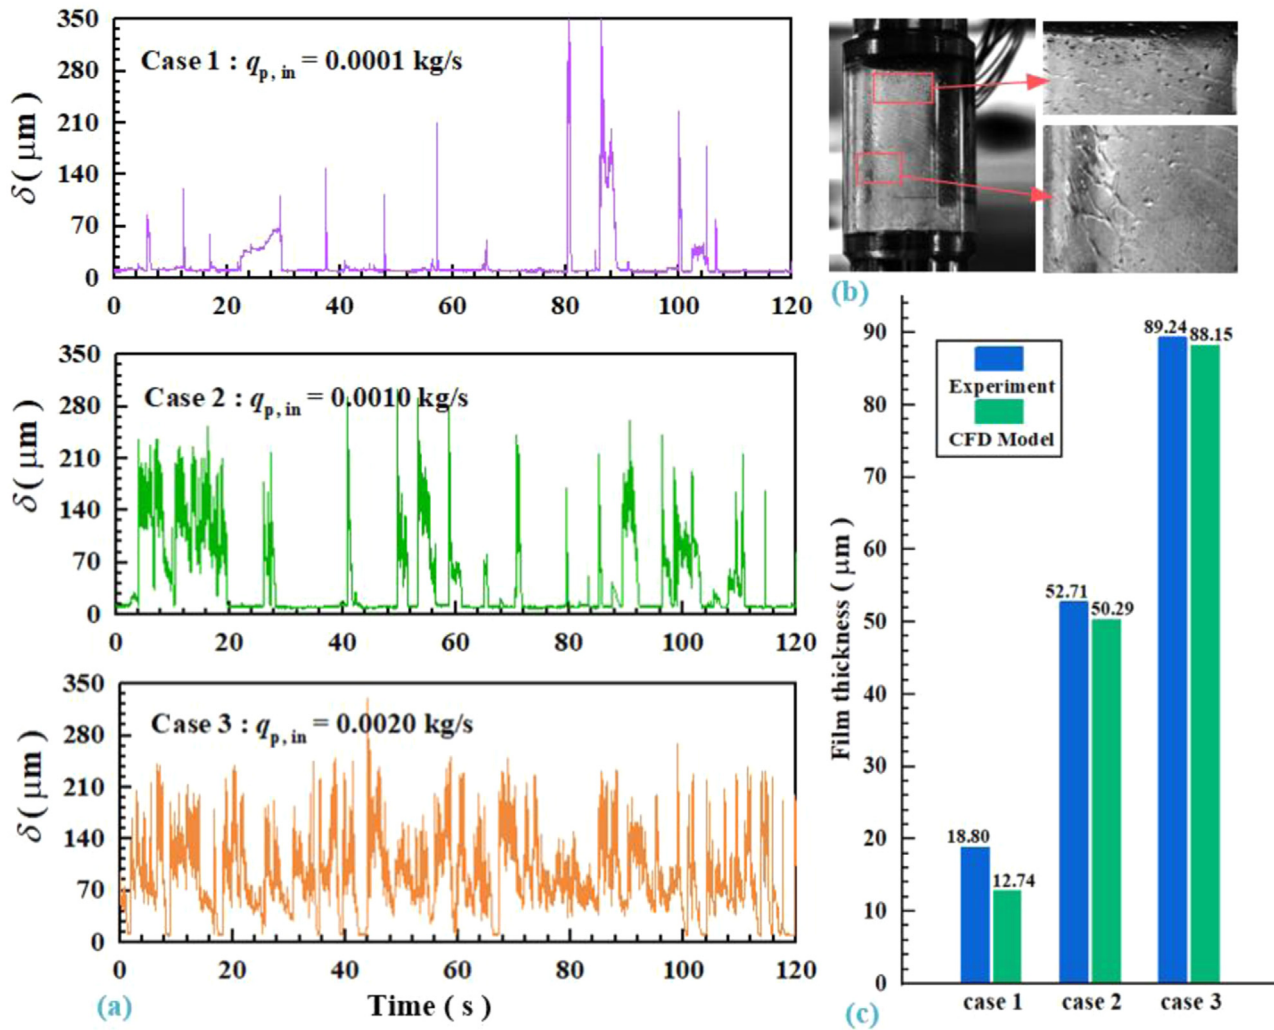 350
280
210
140
70
0
δ ( μm )
Case 1 : qp, in = 0.0001 kg/s
0 20 40 60 80 100 120
350
280
210
140
70
0
δ ( μm )
Case 2 : qp, in = 0.0010 kg/s
0 20 40 60 80 100 120
350
280
210
140
70
0
δ ( μm )
Case 3 : qp, in = 0.0020 kg/s
0 20 40 60 80 100 120
(a)
Time ( s )
(b)
90
80
70
60
50
40
30
20
10
0
Film thickness ( μm )
Experiment
CFD Model
18.80
12.74
52.71
50.29
89.24
88.15
case 1 case 2 case 3
(c)